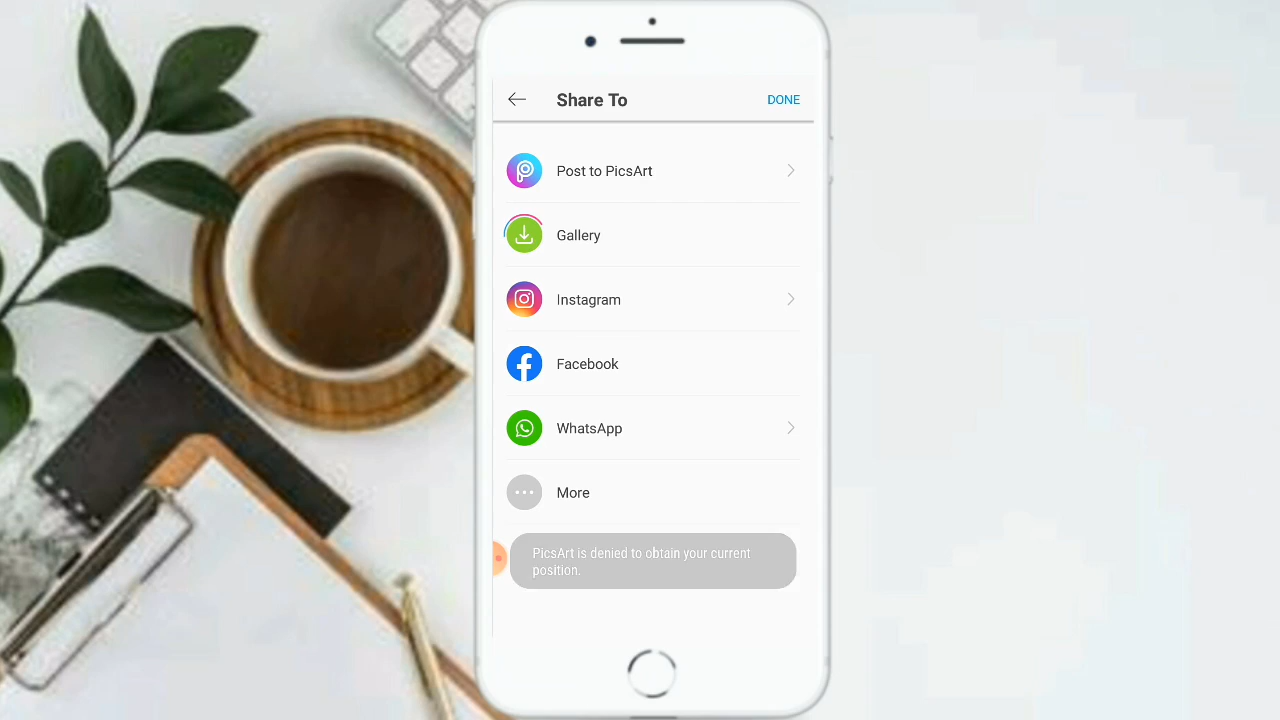 Share To
DONE
Post to PicsArt
Gallery
Instagram
Facebook
WhatsApp
More
PicsArt is denied to obtain your current
position.